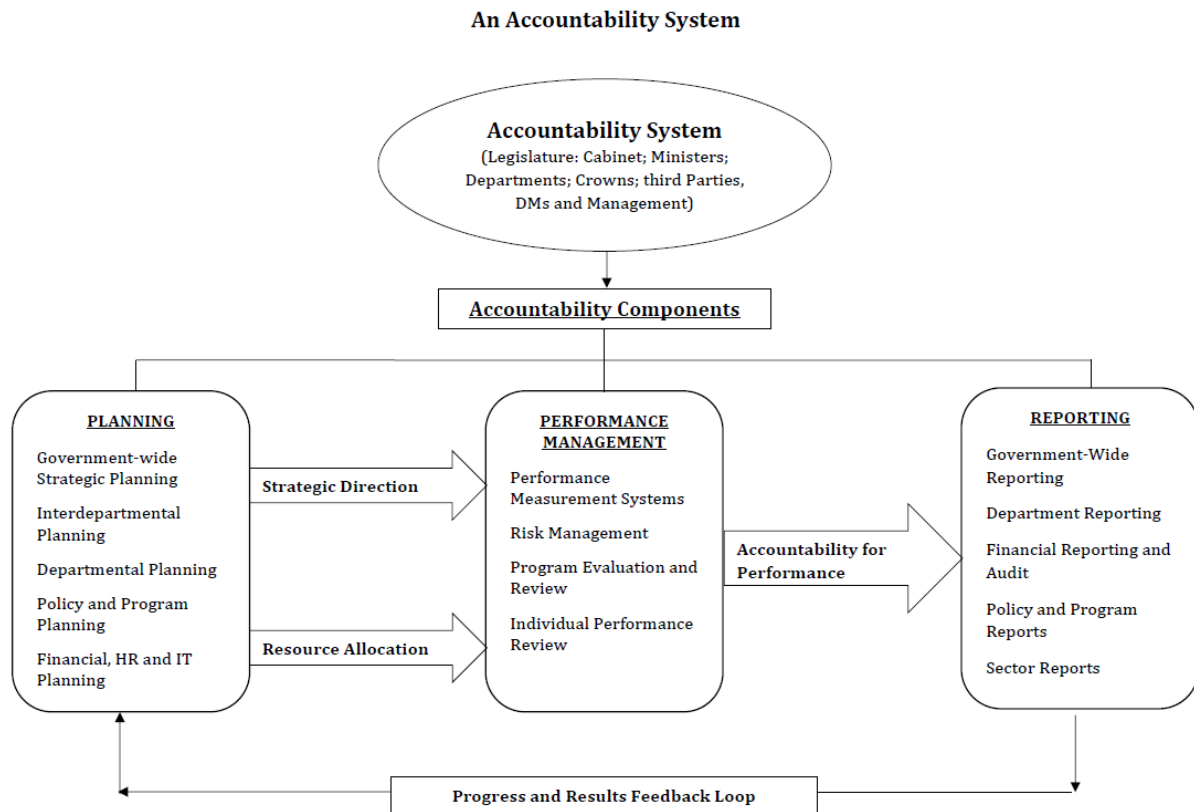 An Accountability System
Accountability System
(Legislature: Cabinet; Ministers;
Departments; Crowns; third Parties,
DMs and Management)
Accountability Components
PLANNING
Government-wide
Strategic Planning
Interdepartmental
Planning
Departmental Planning
Policy and Program
Planning
Financial, HR and IT
Planning
Strategic Direction
Resource Allocation
PERFORMANCE
MANAGEMENT
Performance
Measurement Systems
Risk Management
Program Evaluation and
Review
Individual Performance
Review
Accountability for
Performance
REPORTING
Government-Wide
Reporting
Department Reporting
Financial Reporting and
Audit
Policy and Program
Reports
Sector Reports
Progress and Results Feedback Loop